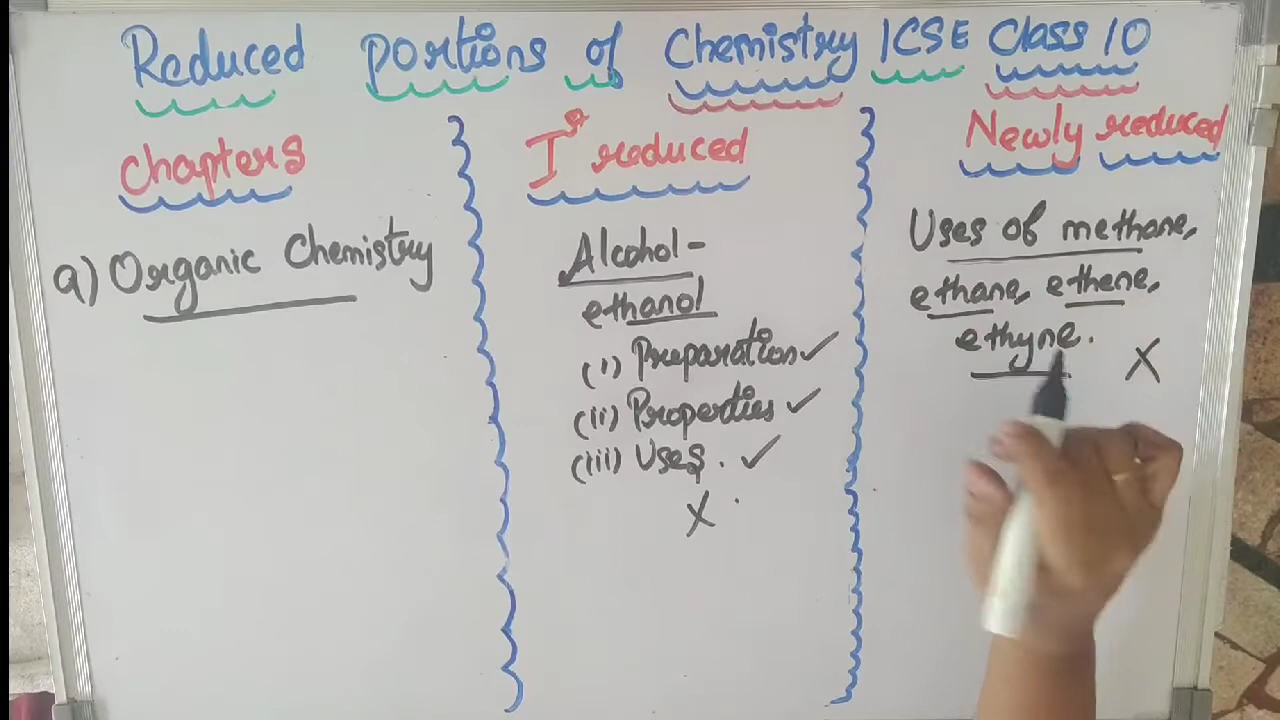 Reduced portions of Chemistry ICSE Class 10
Chapters
a) Organic Chemistry
Ist reduced
Alcohol-
ethanol
(i) Preparation ✓
(ii) Properties ✓
(iii) Uses. ✓
X
Newly reduced
Uses of methane,
ethane, ethene,
ethyne.
X